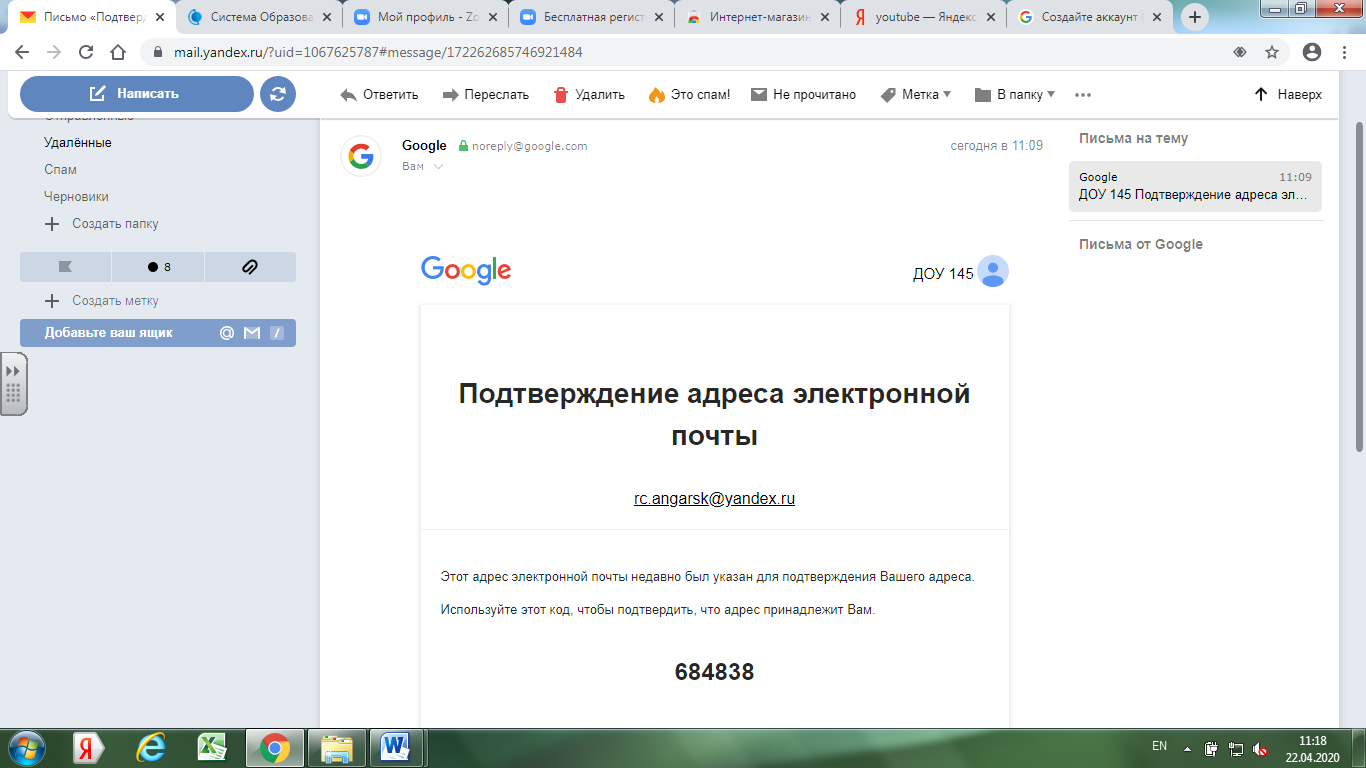 Письмо «Подтверд
Система Образова
Мой профиль - Zo
Бесплатная регист
Интернет-магазин
youtube — Яндекс
Создайте аккаунт
mail.yandex.ru/?uid=1067625787#message/172262685746921484
Написать
Ответить
Переслать
Удалить
Это спам!
Не прочитано
Метка
В папку
Наверх
Отправленные
Удалённые
Спам
Черновики
Создать папку
8
Создать метку
Добавьте ваш ящик
Google noreply@google.com
сегодня в 11:09
Вам
Письма на тему
Google 11:09
ДОУ 145 Подтверждение адреса эл...
Письма от Google
Google
ДОУ 145
Подтверждение адреса электронной
почты
rc.angarsk@yandex.ru
Этот адрес электронной почты недавно был указан для подтверждения Вашего адреса.
Используйте этот код, чтобы подтвердить, что адрес принадлежит Вам.
684838
EN
11:18
22.04.2020